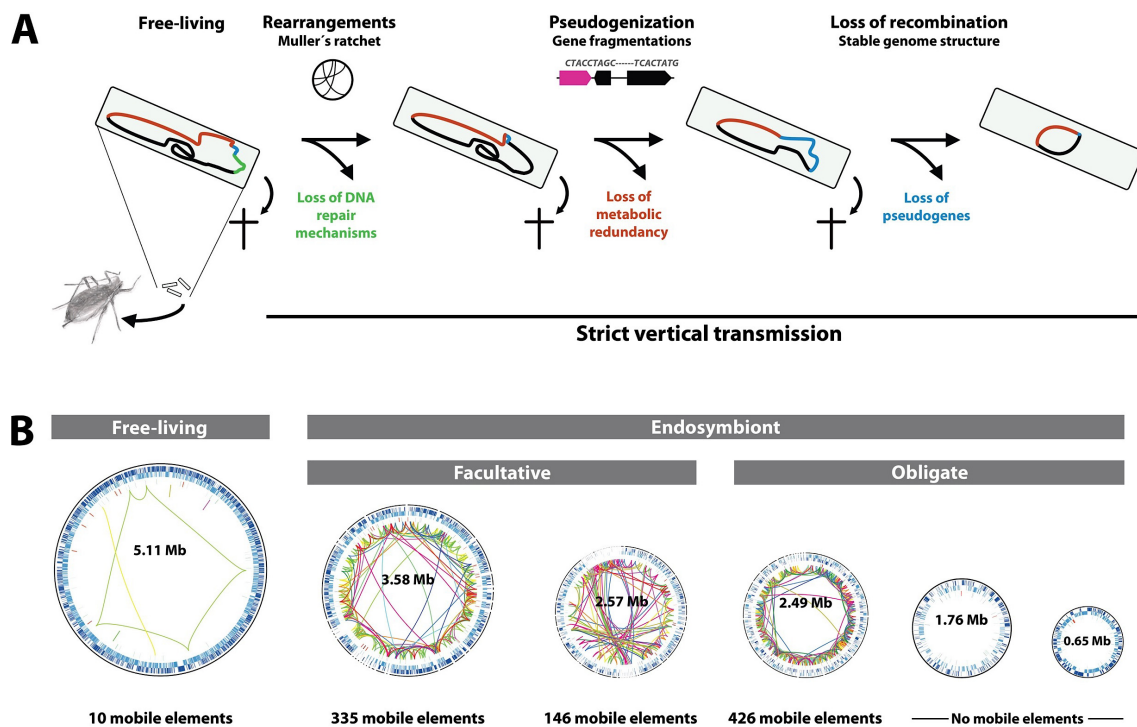 A
Free-living
Rearrangements
Muller´s ratchet
Pseudogenization
Gene fragmentations
CTACCTAGC------TCACTATG
Loss of recombination
Stable genome structure
Loss of DNA
repair
mechanisms
Loss of
metabolic
redundancy
Loss of
pseudogenes
Strict vertical transmission
B
Free-living
Endosymbiont
Facultative
Obligate
5.11 Mb
3.58 Mb
2.57 Mb
2.49 Mb
1.76 Mb
0.65 Mb
10 mobile elements
335 mobile elements
146 mobile elements
426 mobile elements
No mobile elements